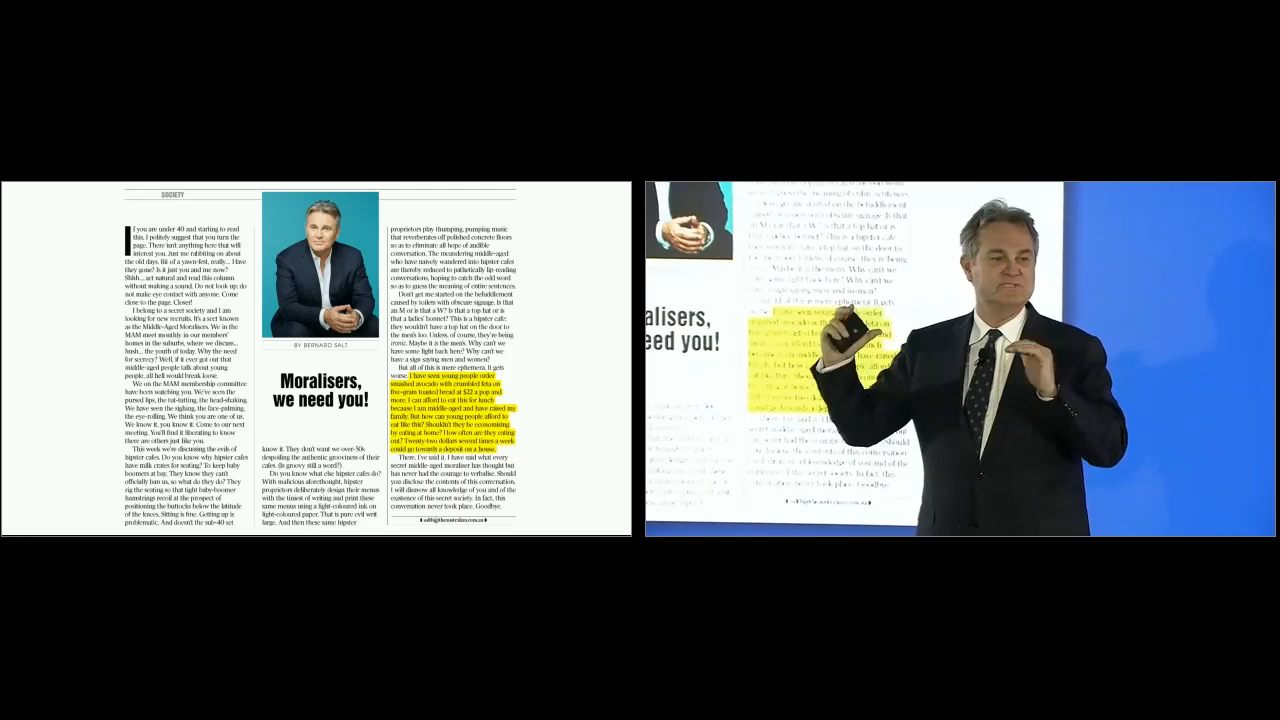 SOCIETY
If you are under 40 and starting to read
this, I politely suggest that you turn the
page. There isn't anything here that will
interest you. Just me rabbiting on about
the old days. Bit of a yawn-fest, really... Have
they gone? Is it just you and me now?
Shhh... act natural and read this column
without making a sound. Do not look up; do
not make eye contact with anyone. Come
close to the page. Closer!
I belong to a secret society and I am
looking for new recruits. It's a sect known
as the Middle-Aged Moralisers. We in the
MAM meet monthly in our members'
homes in the suburbs, where we discuss...
hush... the youth of today. Why the need
for secrecy? Well, if it ever got out that
middle-aged people talk about young
people, all hell would break loose.
We on the MAM membership committee
have been watching you. We've seen the
pursed lips, the tut-tutting, the head-shaking.
We have seen the sighing, the face-palming,
the eye-rolling. We think you are one of us.
We know it, you know it. Come to our next
meeting. You'll find it liberating to know
there are others just like you.
This week we're discussing the evils of
hipster cafes. Do you know why hipster cafes
have milk crates for seating? To keep baby
boomers at bay. They know they can't
officially ban us, so what do they do? They
rig the seating so that tight baby-boomer
hamstrings recoil at the prospect of
positioning the buttocks below the latitude
of the knees. Sitting is fine. Getting up is
problematic. And doesn't the sub-40 set
BY BERNARD SALT
Moralisers,
we need you!
know it. They don't want we over-50s
despoiling the authentic grooviness of their
cafes. (Is groovy still a word?)
Do you know what else hipster cafes do?
With malicious aforethought, hipster
proprietors deliberately design their menus
with the tiniest of writing and print these
same menus using a light-coloured ink on
light-coloured paper. That is pure evil writ
large. And then these same hipster
proprietors play thumping, pumping music
that reverberates off polished concrete floors
so as to eliminate all hope of audible
conversation. The meandering middle-aged
who have naively wandered into hipster cafes
are thereby reduced to pathetically lip-reading
conversations, hoping to catch the odd word
so as to guess the meaning of entire sentences.
Don't get me started on the befuddlement
caused by toilets with obscure signage. Is that
an M or is that a W? Is that a top hat or is
that a ladies' bonnet? This is a hipster cafe:
they wouldn't have a top hat on the door to
the men's loo. Unless, of course, they're being
ironic. Maybe it is the men's. Why can't we
have some light back here? Why can't we
have a sign saying men and women?
But all of this is mere ephemera. It gets
worse. I have seen young people order
smashed avocado with crumbled feta on
five-grain toasted bread at $22 a pop and
more. I can afford to eat this for lunch
because I am middle-aged and have raised my
family. But how can young people afford to
eat like this? Shouldn't they be economising
by eating at home? How often are they eating
out? Twenty-two dollars several times a week
could go towards a deposit on a house.
There. I've said it. I have said what every
secret middle-aged moraliser has thought but
has never had the courage to verbalise. Should
you disclose the contents of this conversation,
I will disavow all knowledge of you and of the
existence of this secret society. In fact, this
conversation never took place. Goodbye.
saltb@theaustralian.com.au
alisers,
eed you!